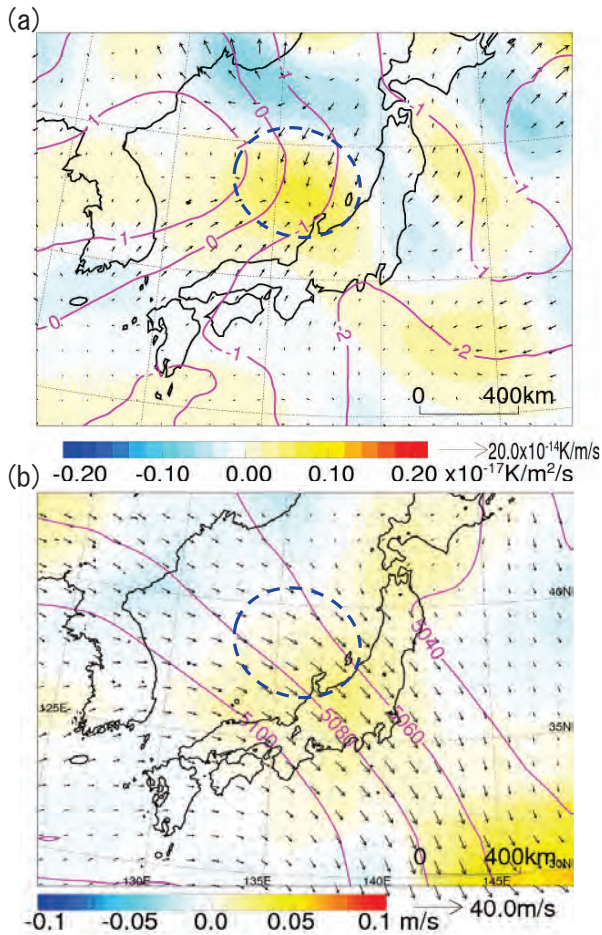 (a)
1
1
0
-1
1
0
-1
-1
0
-1
-2
-2
0 400km
20.0x10-14K/m/s
-0.20 -0.10 0.00 0.10 0.20 x10-17K/m2/s
(b)
40N
5040
125E
35N
5100
5080
5060
0 400km
30N
130E 135E 140E 145E
-0.1 -0.05 0.0 0.05 0.1 m/s 40.0m/s